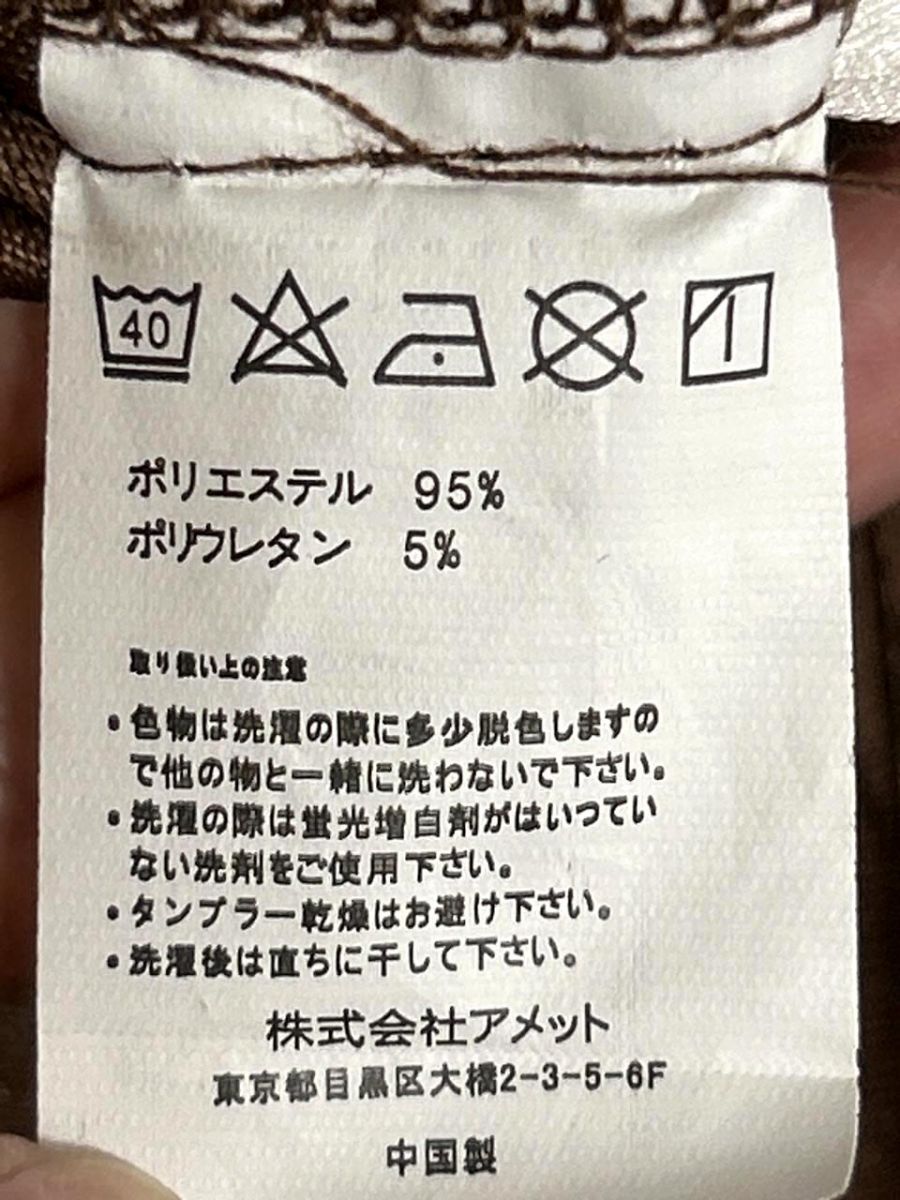 40
ポリエステル 95%
ポリウレタン 5%
取り扱い上の注意
・色物は洗濯の際に多少脱色しますの
で他の物と一緒に洗わないで下さい。
・洗濯の際は蛍光増白剤がはいつてい
ない洗剤をご使用下さい。
・タンブラー乾燥はお避け下さい。
・洗濯後は直ちに干して下さい。
株式会社アメット
東京都目黒区大橋2-3-5-6F
中国製